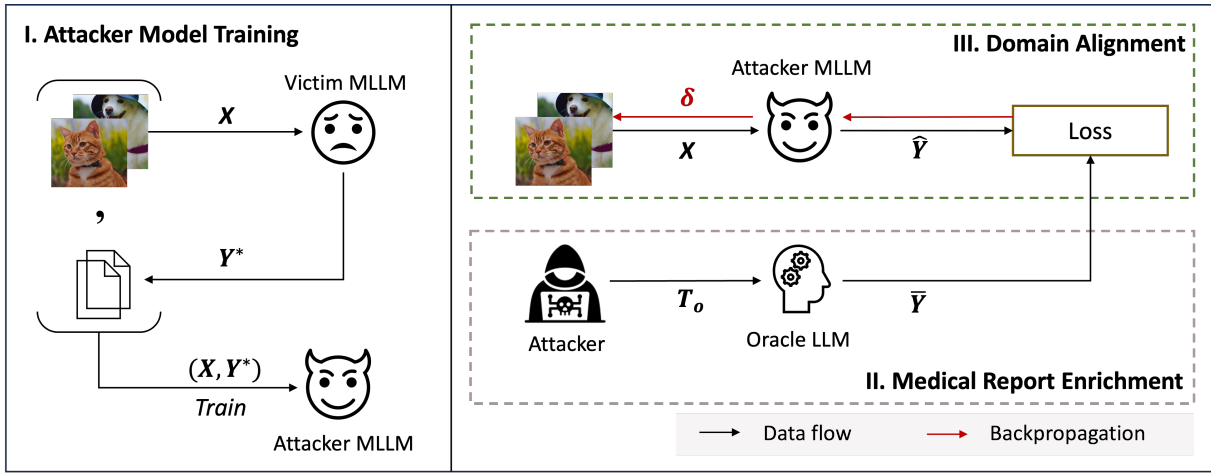 I. Attacker Model Training
Victim MLLM
X
,
Y*
(X, Y*)
Train
Attacker MLLM
III. Domain Alignment
Attacker MLLM
δ
X
Ŷ
Loss
Attacker
T_o
Oracle LLM
Ȳ
II. Medical Report Enrichment
Data flow
Backpropagation